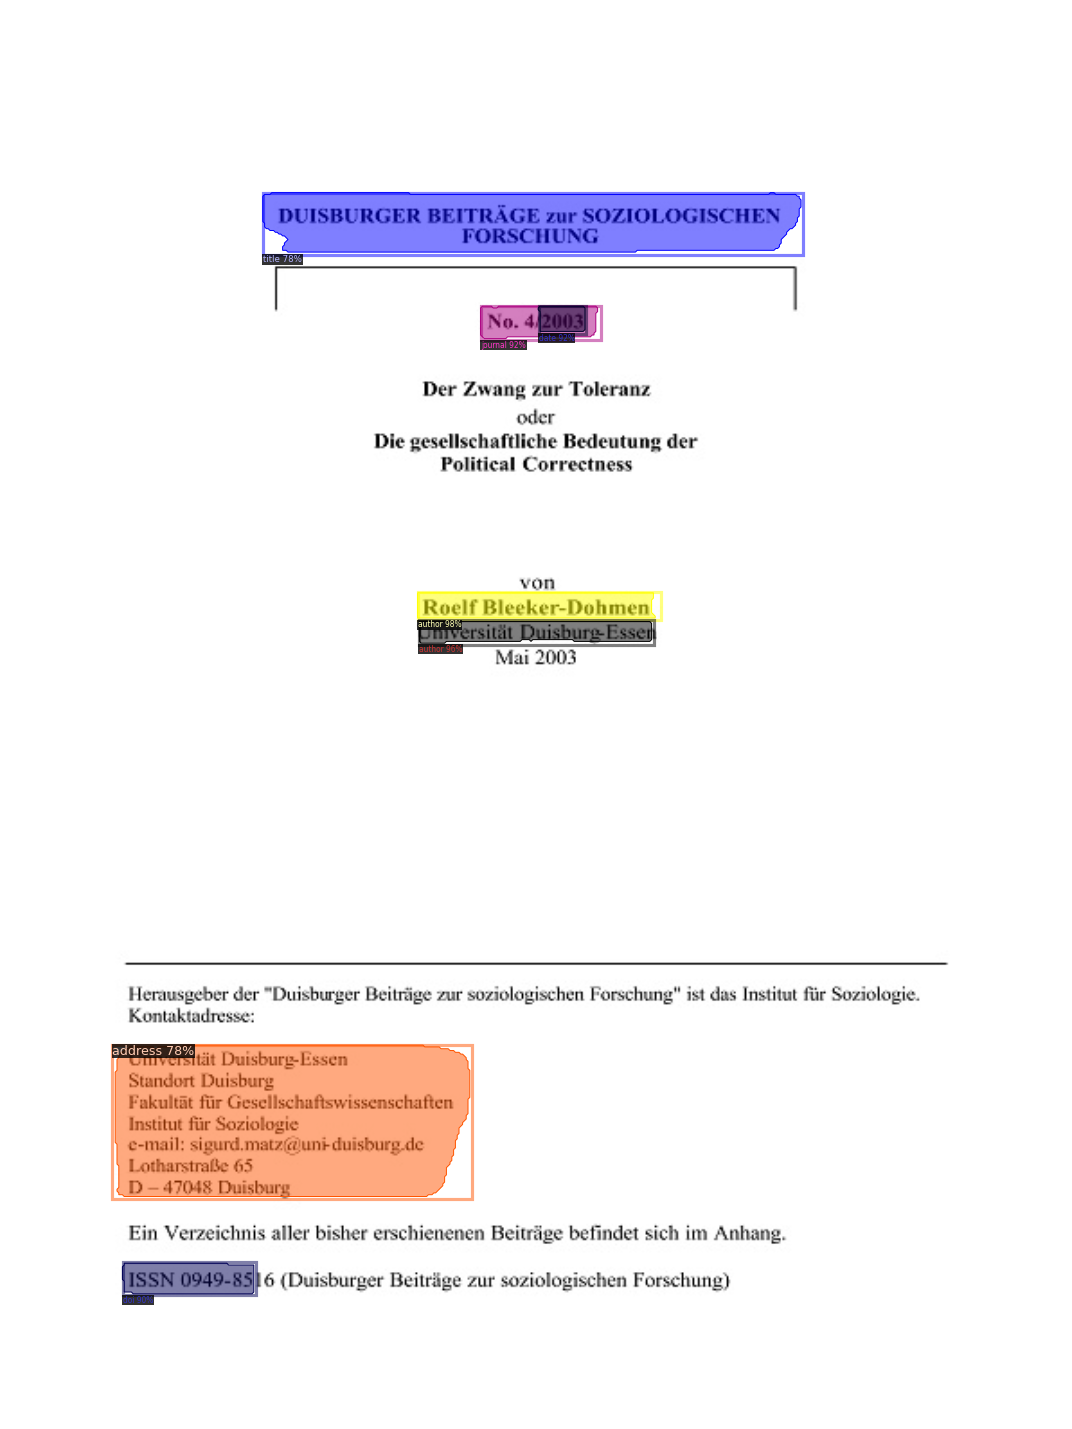 DUISBURGER BEITRÄGE zur SOZIOLOGISCHEN
FORSCHUNG
title 78%
No. 4/2003
journal 92%
date 92%
Der Zwang zur Toleranz
oder
Die gesellschaftliche Bedeutung der
Political Correctness
von
Roelf Bleeker-Dohmen
author 98%
Universität Duisburg-Essen
author 96%
Mai 2003
Herausgeber der "Duisburger Beiträge zur soziologischen Forschung" ist das Institut für Soziologie.
Kontaktadresse:
address 78%
Universität Duisburg-Essen
Standort Duisburg
Fakultät für Gesellschaftswissenschaften
Institut für Soziologie
e-mail: sigurd.matz@uni-duisburg.de
Lotharstraße 65
D – 47048 Duisburg
Ein Verzeichnis aller bisher erschienenen Beiträge befindet sich im Anhang.
ISSN 0949-8516 (Duisburger Beiträge zur soziologischen Forschung)